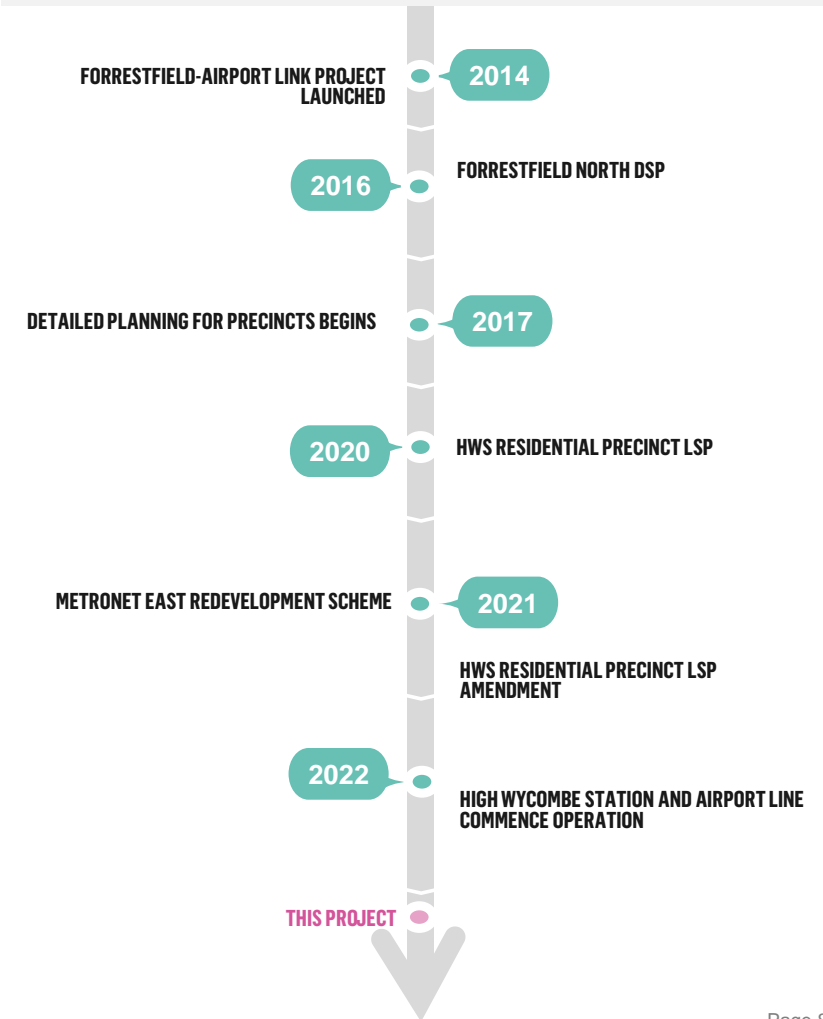 FORRESTFIELD-AIRPORT LINK PROJECT
LAUNCHED
2014
2016
FORRESTFIELD NORTH DSP
DETAILED PLANNING FOR PRECINCTS BEGINS
2017
2020
HWS RESIDENTIAL PRECINCT LSP
METRONET EAST REDEVELOPMENT SCHEME
2021
HWS RESIDENTIAL PRECINCT LSP
AMENDMENT
2022
HIGH WYCOMBE STATION AND AIRPORT LINE
COMMENCE OPERATION
THIS PROJECT
Page